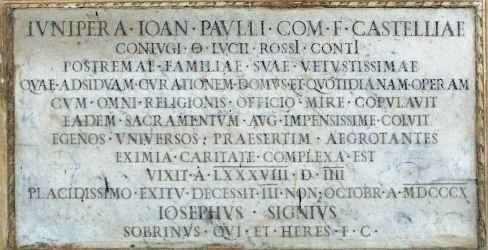 IVNIPERA · IOAN · PAVLLI · COM · F · CASTELLIAE
CONIVGI · Θ · LVCII · ROSSI · CONTI
POSTREMAE · FAMILIAE · SVAE · VETVSTISSIMAE
QVAE · ADSIDVAM · CVRATIONEM · DOMVS · ET · QVOTIDIANAM · OPERAM
CVM · OMNI · RELIGIONIS · OFFICIO · MIRE · COPVLAVIT
EADEM · SACRAMENTVM · AVG · IMPENSISSIME · COLVIT
EGENOS · VNIVERSOS · PRAESERTIM · AEGROTANTES
EXIMIA · CARITATE · COMPLEXA · EST
VIXIT · A · LXXXVIII · D · IIII
PLACIDISSIMO · EXITV · DECESSIT · III · NON · OCTOBR · A · MDCCCX
IOSEPHVS · SIGNIVS
SOBRINVS · QVI · ET · HERES · F · C ·